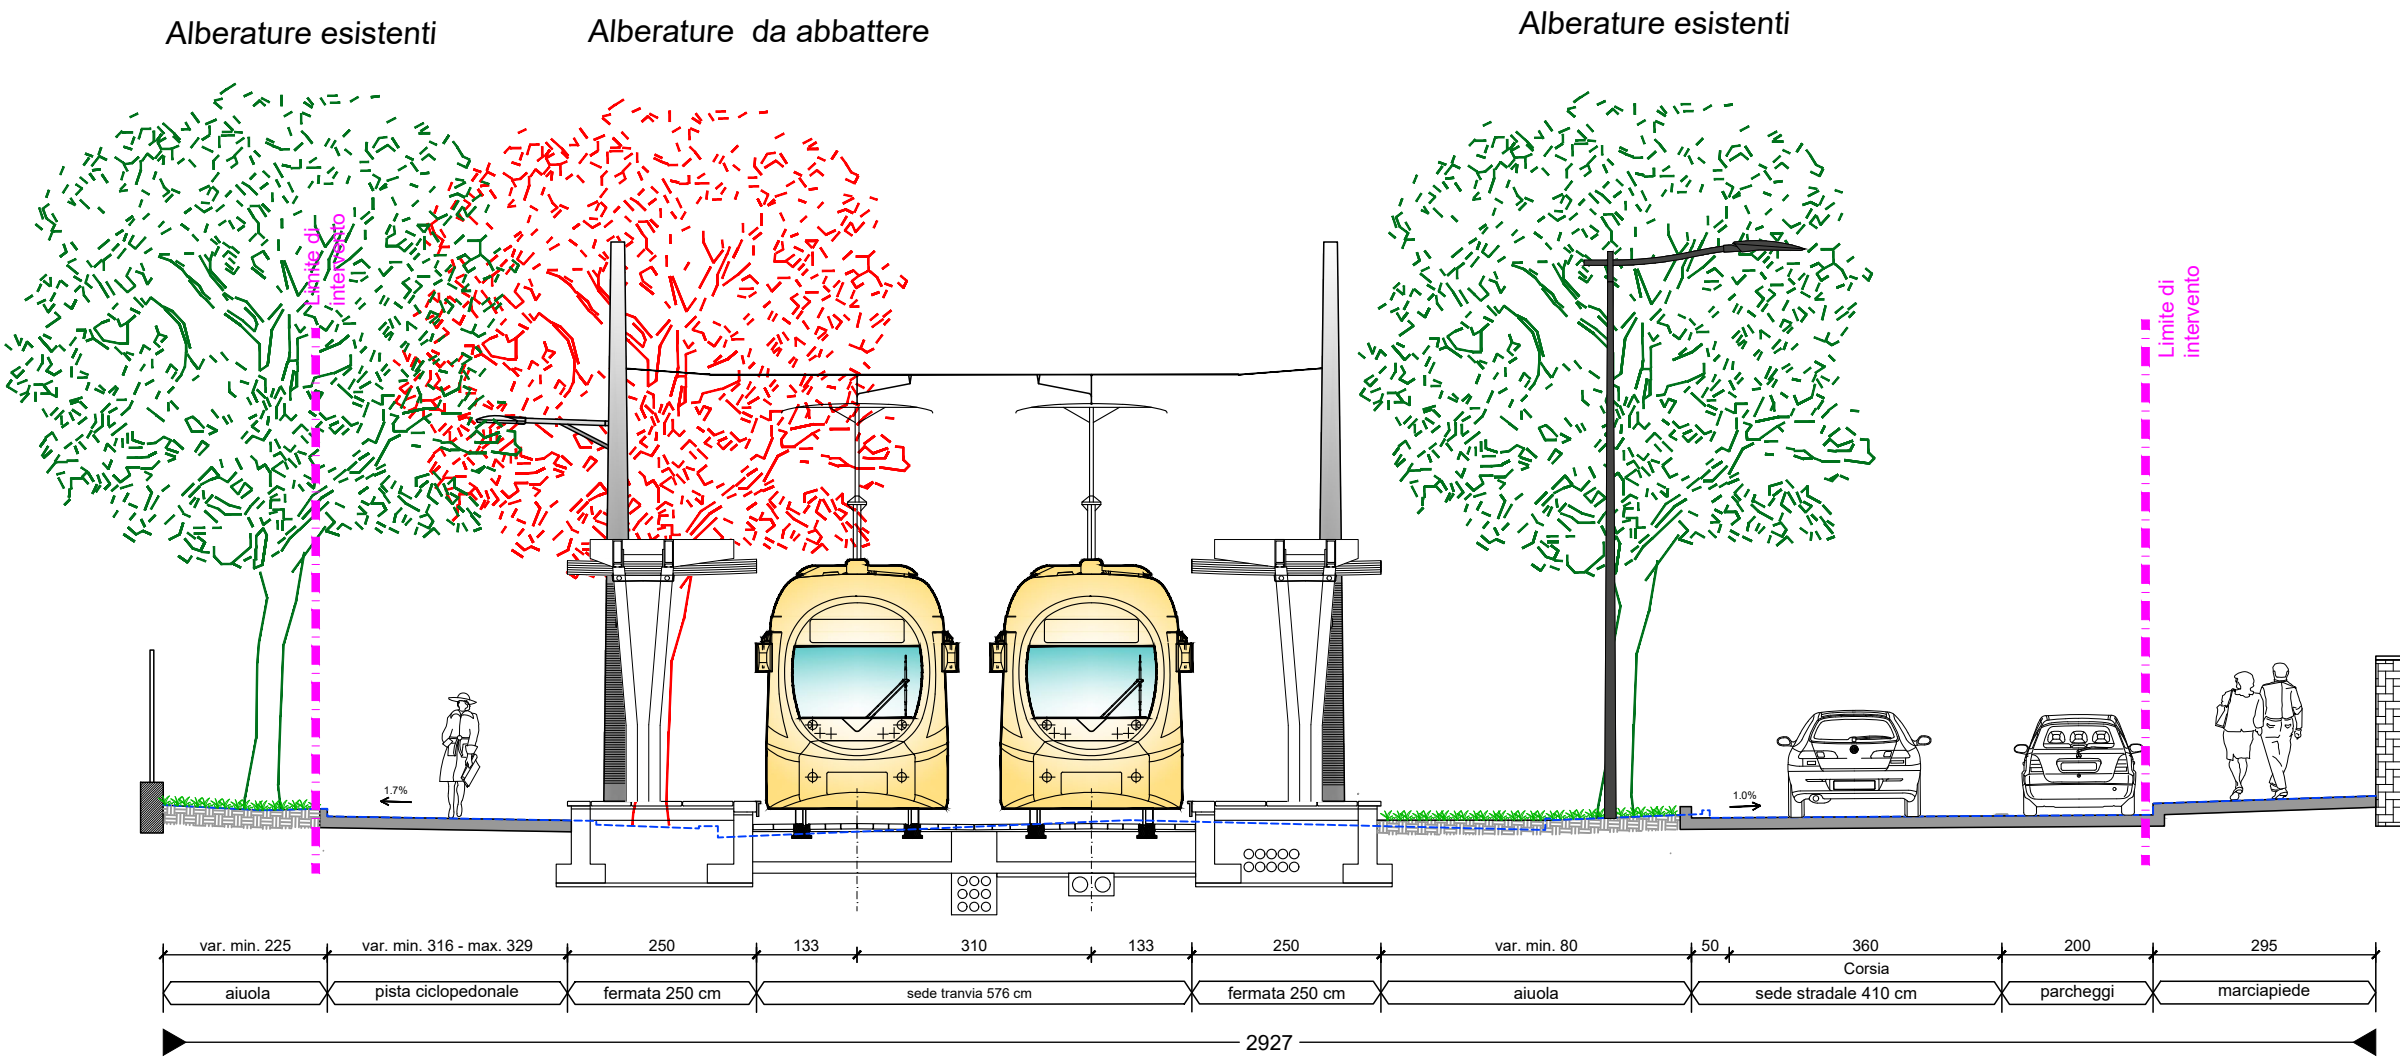 Alberature esistenti
Alberature da abbattere
Alberature esistenti
Limite di
intervento
Limite di
intervento
1.7%
1.0%
var. min. 225
var. min. 316 - max. 329
250
133
310
133
250
var. min. 80
50
360
200
295
Corsia
aiuola
pista ciclopedonale
fermata 250 cm
sede tranvia 576 cm
fermata 250 cm
aiuola
sede stradale 410 cm
parcheggi
marciapiede
2927